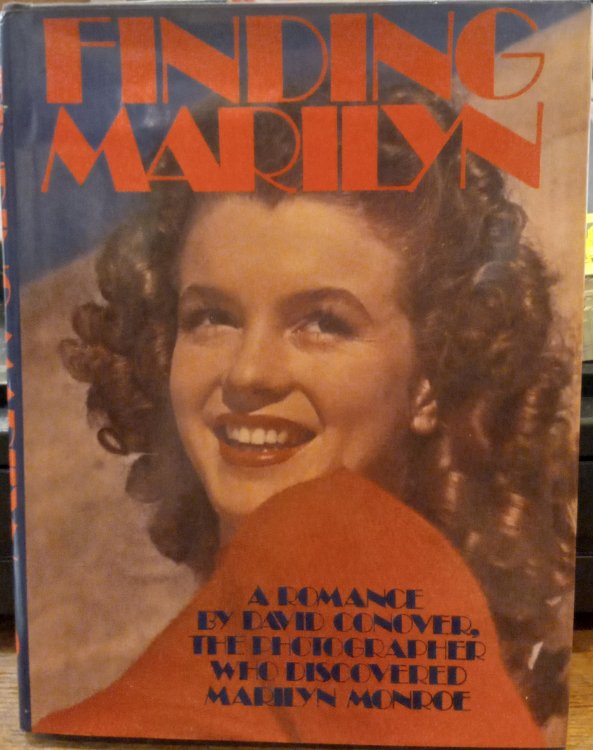 FINDING
MARILYN
A ROMANCE
BY DAVID CONOVER,
THE PHOTOGRAPHER
WHO DISCOVERED
MARILYN MONROE